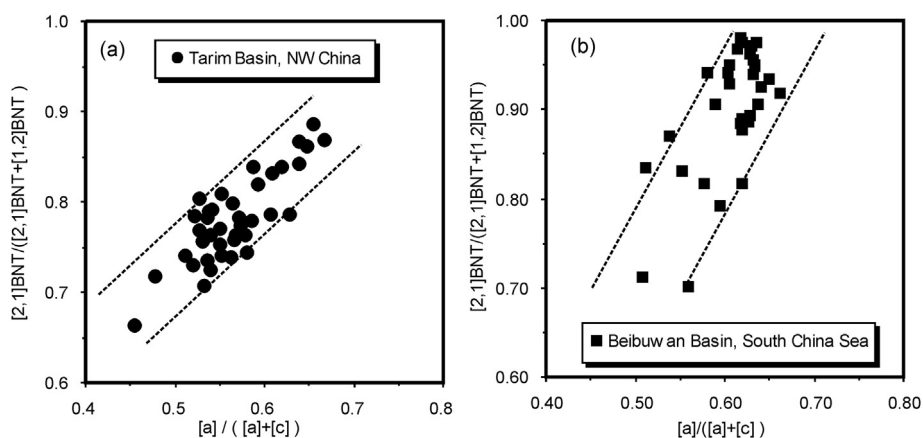 (a)
Tarim Basin, NW China
[2,1]BNT/([2,1]BNT+[1,2]BNT)
1.0
0.9
0.8
0.7
0.6
0.4
0.5
0.6
0.7
0.8
[a] / ( [a]+[c] )
(b)
Beibuw an Basin, South China Sea
[2,1]BNT/([2,1]BNT+[1,2]BNT )
1.00
0.90
0.80
0.70
0.60
0.40
0.50
0.60
0.70
0.80
[a]/([a]+[c] )